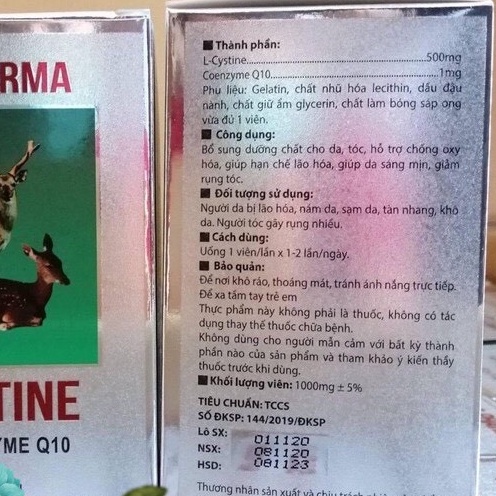 RMA
TINE
YME Q10
Thành phần:
L-Cystine........................................................500mg
Coenzyme Q10..................................................1mg
Phụ liệu: Gelatin, chất nhũ hóa lecithin, dầu đậu
nành, chất giữ ẩm glycerin, chất làm bóng sáp ong
vừa đủ 1 viên.
Công dụng:
Bổ sung dưỡng chất cho da, tóc, hỗ trợ chống oxy
hóa, giúp hạn chế lão hóa, giúp da sáng mịn, giảm
rụng tóc.
Đối tượng sử dụng:
Người da bị lão hóa, nám da, sạm da, tàn nhang, khô
da. Người tóc gãy rụng nhiều.
Cách dùng:
Uống 1 viên/lần x 1-2 lần/ngày.
Bảo quản:
Để nơi khô ráo, thoáng mát, tránh ánh nắng trực tiếp.
Để xa tầm tay trẻ em
Thực phẩm này không phải là thuốc, không có tác
dụng thay thế thuốc chữa bệnh.
Không dùng cho người mẫn cảm với bất kỳ thành
phần nào của sản phẩm và tham khảo ý kiến thầy
thuốc trước khi dùng.
Khối lượng viên: 1000mg ± 5%
TIÊU CHUẨN: TCCS
SỐ ĐKSP: 144/2019/ĐKSP
Lô SX: 011120
NSX: 081120
HSD: 081123
Thương nhân sản xuất và chịu trách